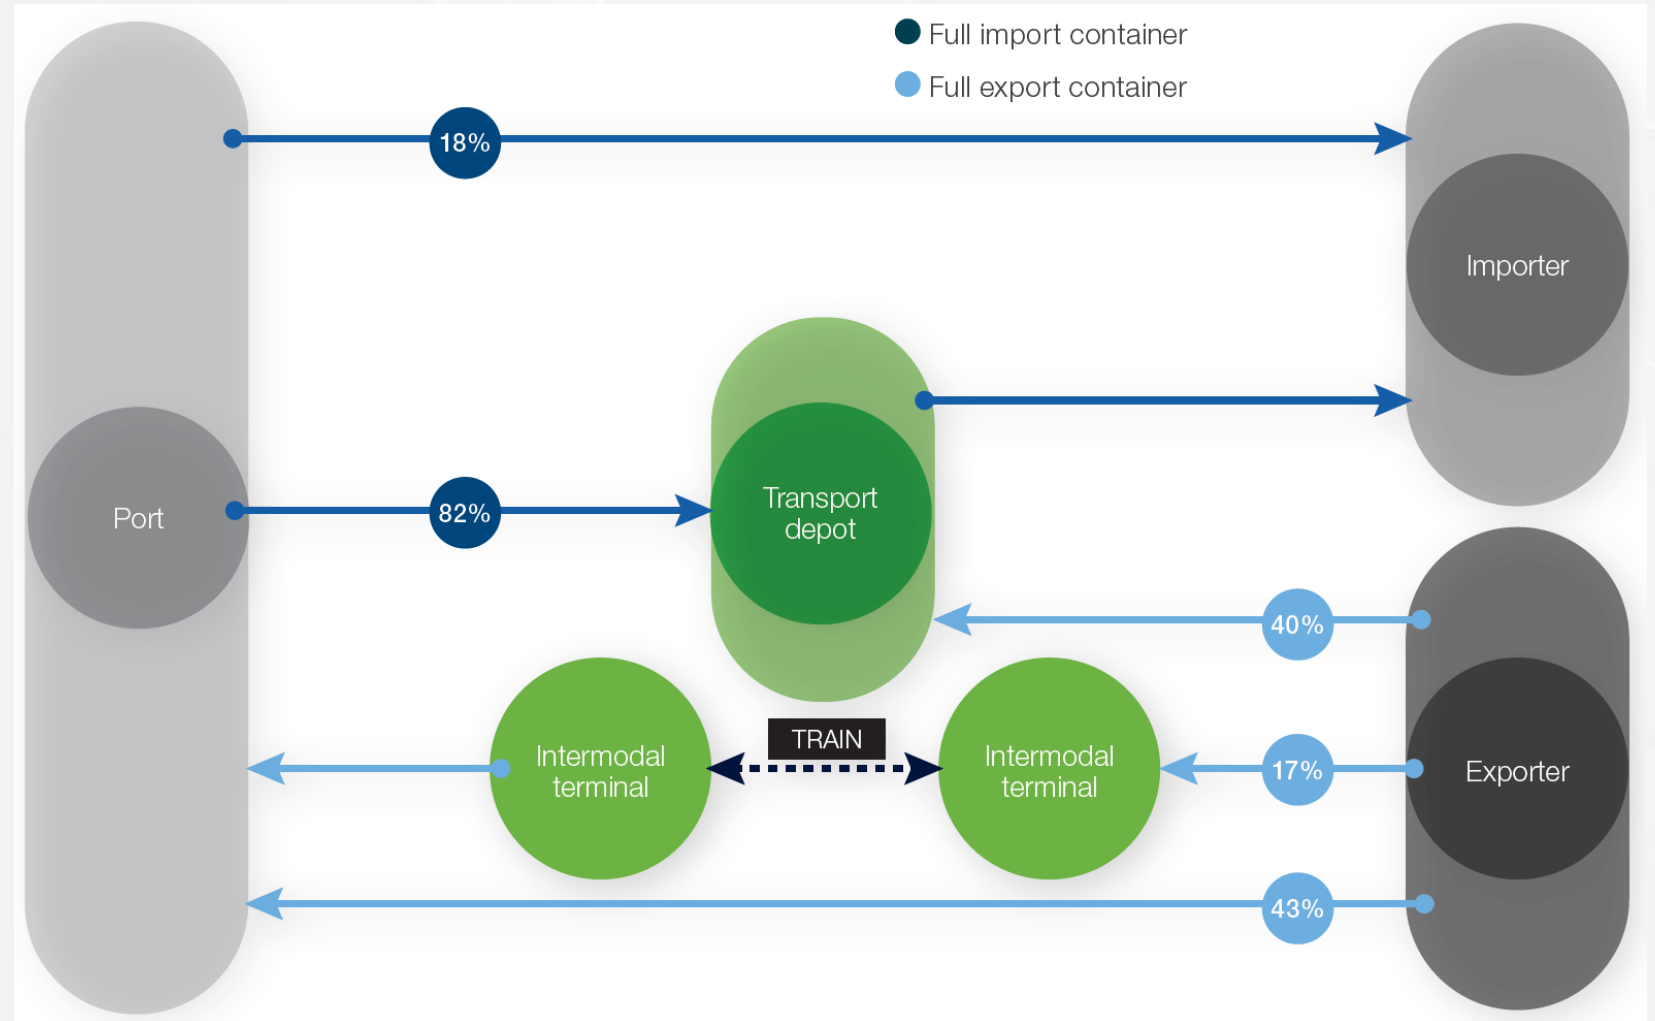 Full import container
Full export container
18%
Importer
Port
82%
Transport
depot
40%
TRAIN
Intermodal
terminal
Intermodal
terminal
17%
Exporter
43%